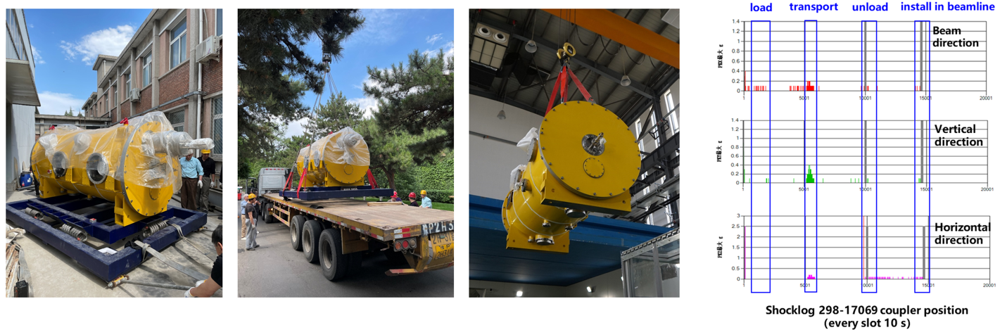 load transport unload install in beamline
1.4
1.2
1
0.8
0.6
0.4
0.2
0
1 5001 10001 15001 20001
Beam
direction
1.4
1.2
1
0.8
0.6
0.4
0.2
0
1 5001 10001 15001 20001
Vertical
direction
3
2.5
2
1.5
1
0.5
0
1 5001 10001 15001 20001
Horizontal
direction
Shocklog 298-17069 coupler position
(every slot 10 s)